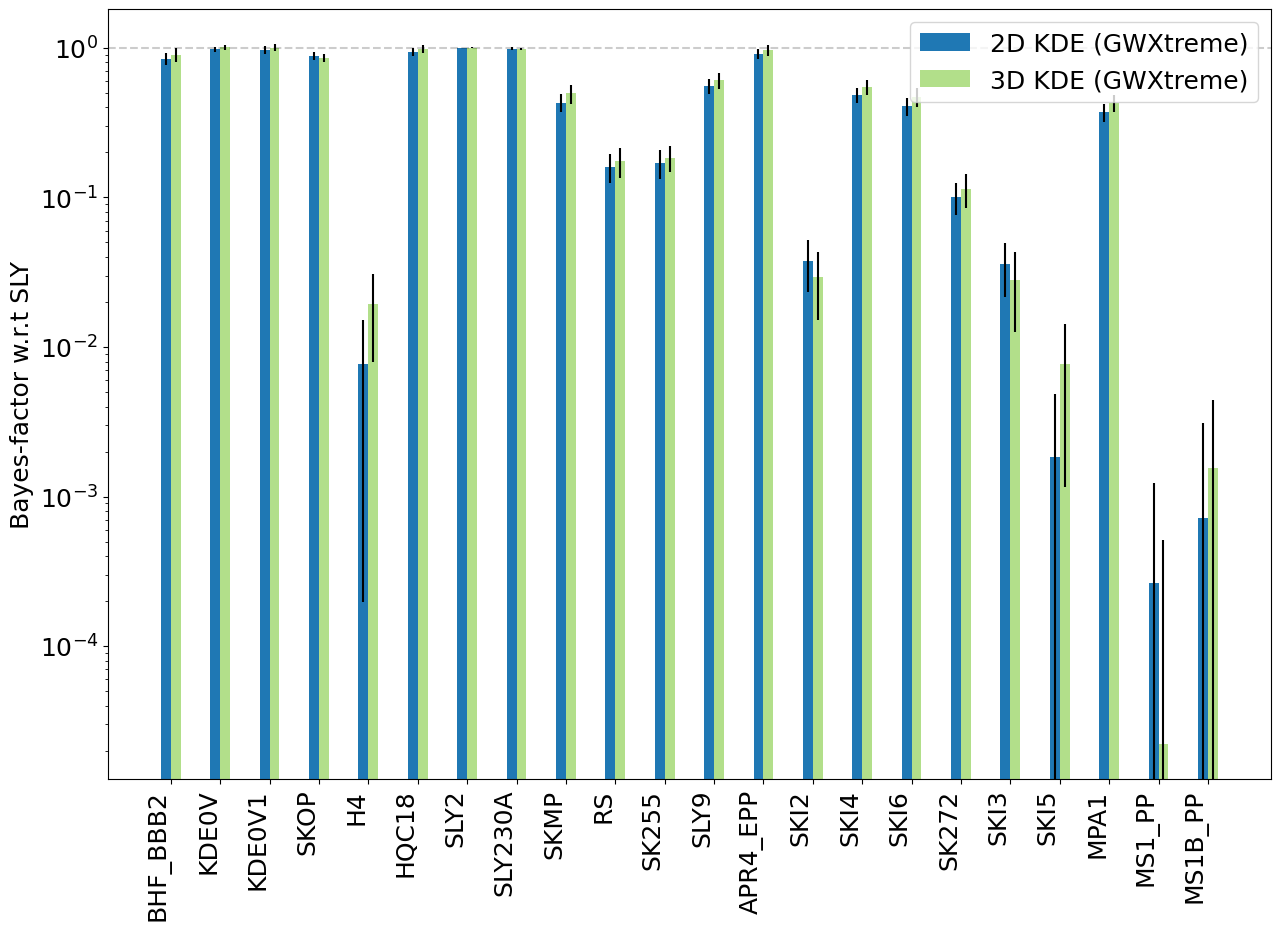 2D KDE (GWXtreme)
3D KDE (GWXtreme)
Bayes-factor w.r.t SLY
10⁰
10⁻¹
10⁻²
10⁻³
10⁻⁴
BHF_BBB2
KDE0V
KDE0V1
SKOP
H4
HQC18
SLY2
SLY230A
SKMP
RS
SK255
SLY9
APR4_EPP
SKI2
SKI4
SKI6
SK272
SKI3
SKI5
MPA1
MS1_PP
MS1B_PP